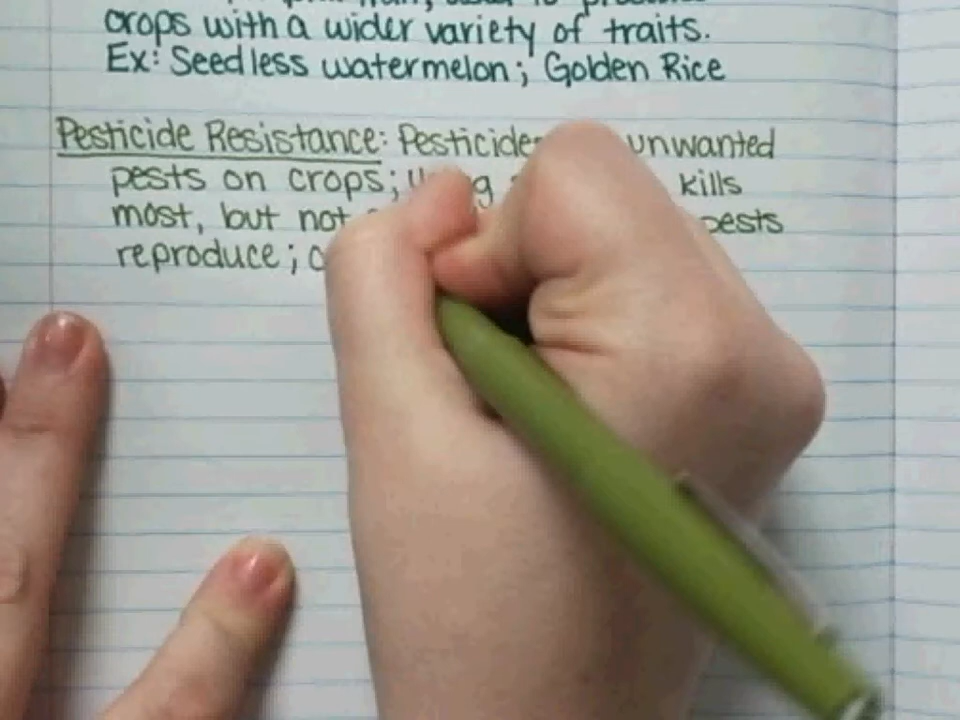 crops with a wider variety of traits.
Ex: Seedless watermelon; Golden Rice
Pesticide Resistance: unwanted
pests on crops; kills
most, but not pests
reproduce;